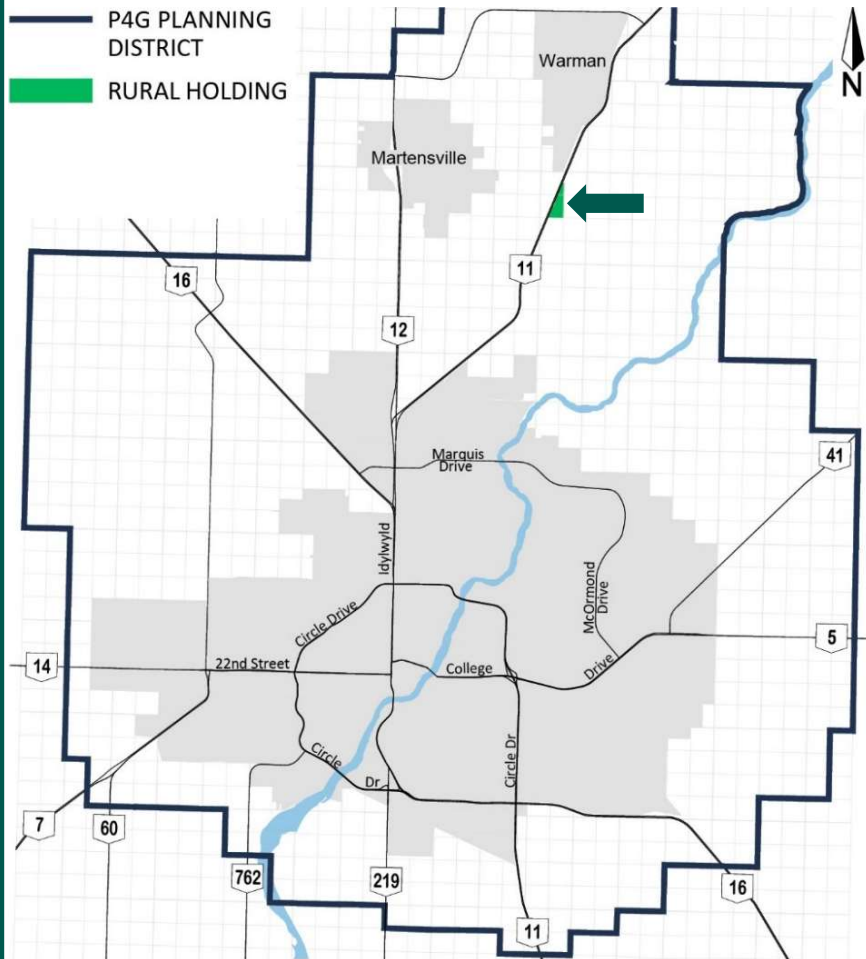 P4G PLANNING
DISTRICT
RURAL HOLDING
N
Warman
Martensville
16
11
12
41
Marquis
Drive
Idylwyld
McOrmond
Drive
Circle Drive
5
14
22nd Street
College
Drive
Circle
Dr
Circle Dr
7
60
762
219
16
11